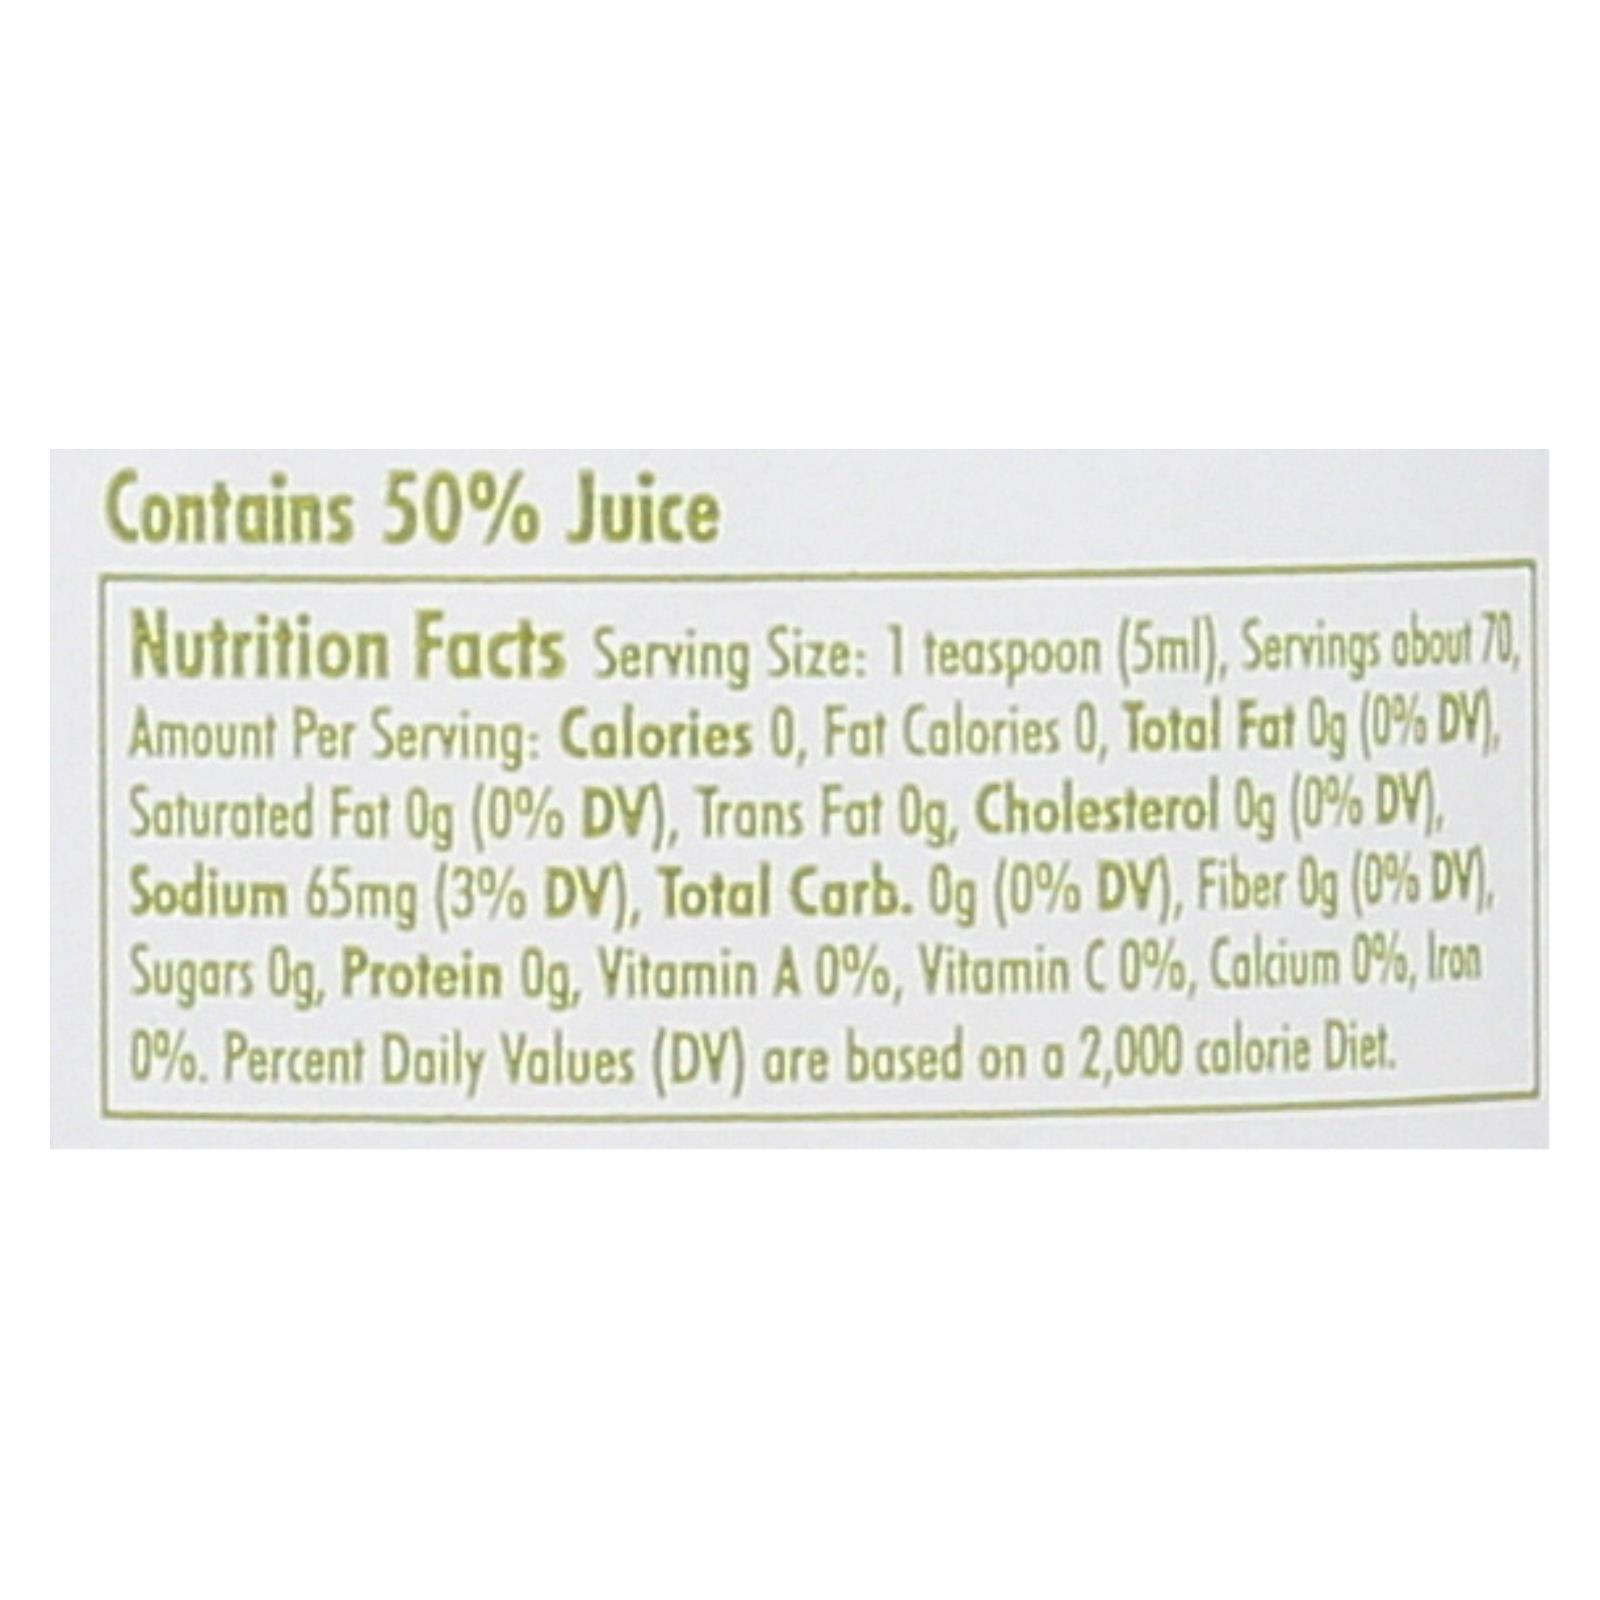 Contains 50% Juice
Nutrition Facts Serving Size: 1 teaspoon (5ml), Servings about 70,
Amount Per Serving: Calories 0, Fat Calories 0, Total Fat 0g (0% DV),
Saturated Fat 0g (0% DV), Trans Fat 0g, Cholesterol 0g (0% DV),
Sodium 65mg (3% DV), Total Carb. 0g (0% DV), Fiber 0g (0% DV),
Sugars 0g, Protein 0g, Vitamin A 0%, Vitamin C 0%, Calcium 0%, Iron
0%. Percent Daily Values (DV) are based on a 2,000 calorie Diet.